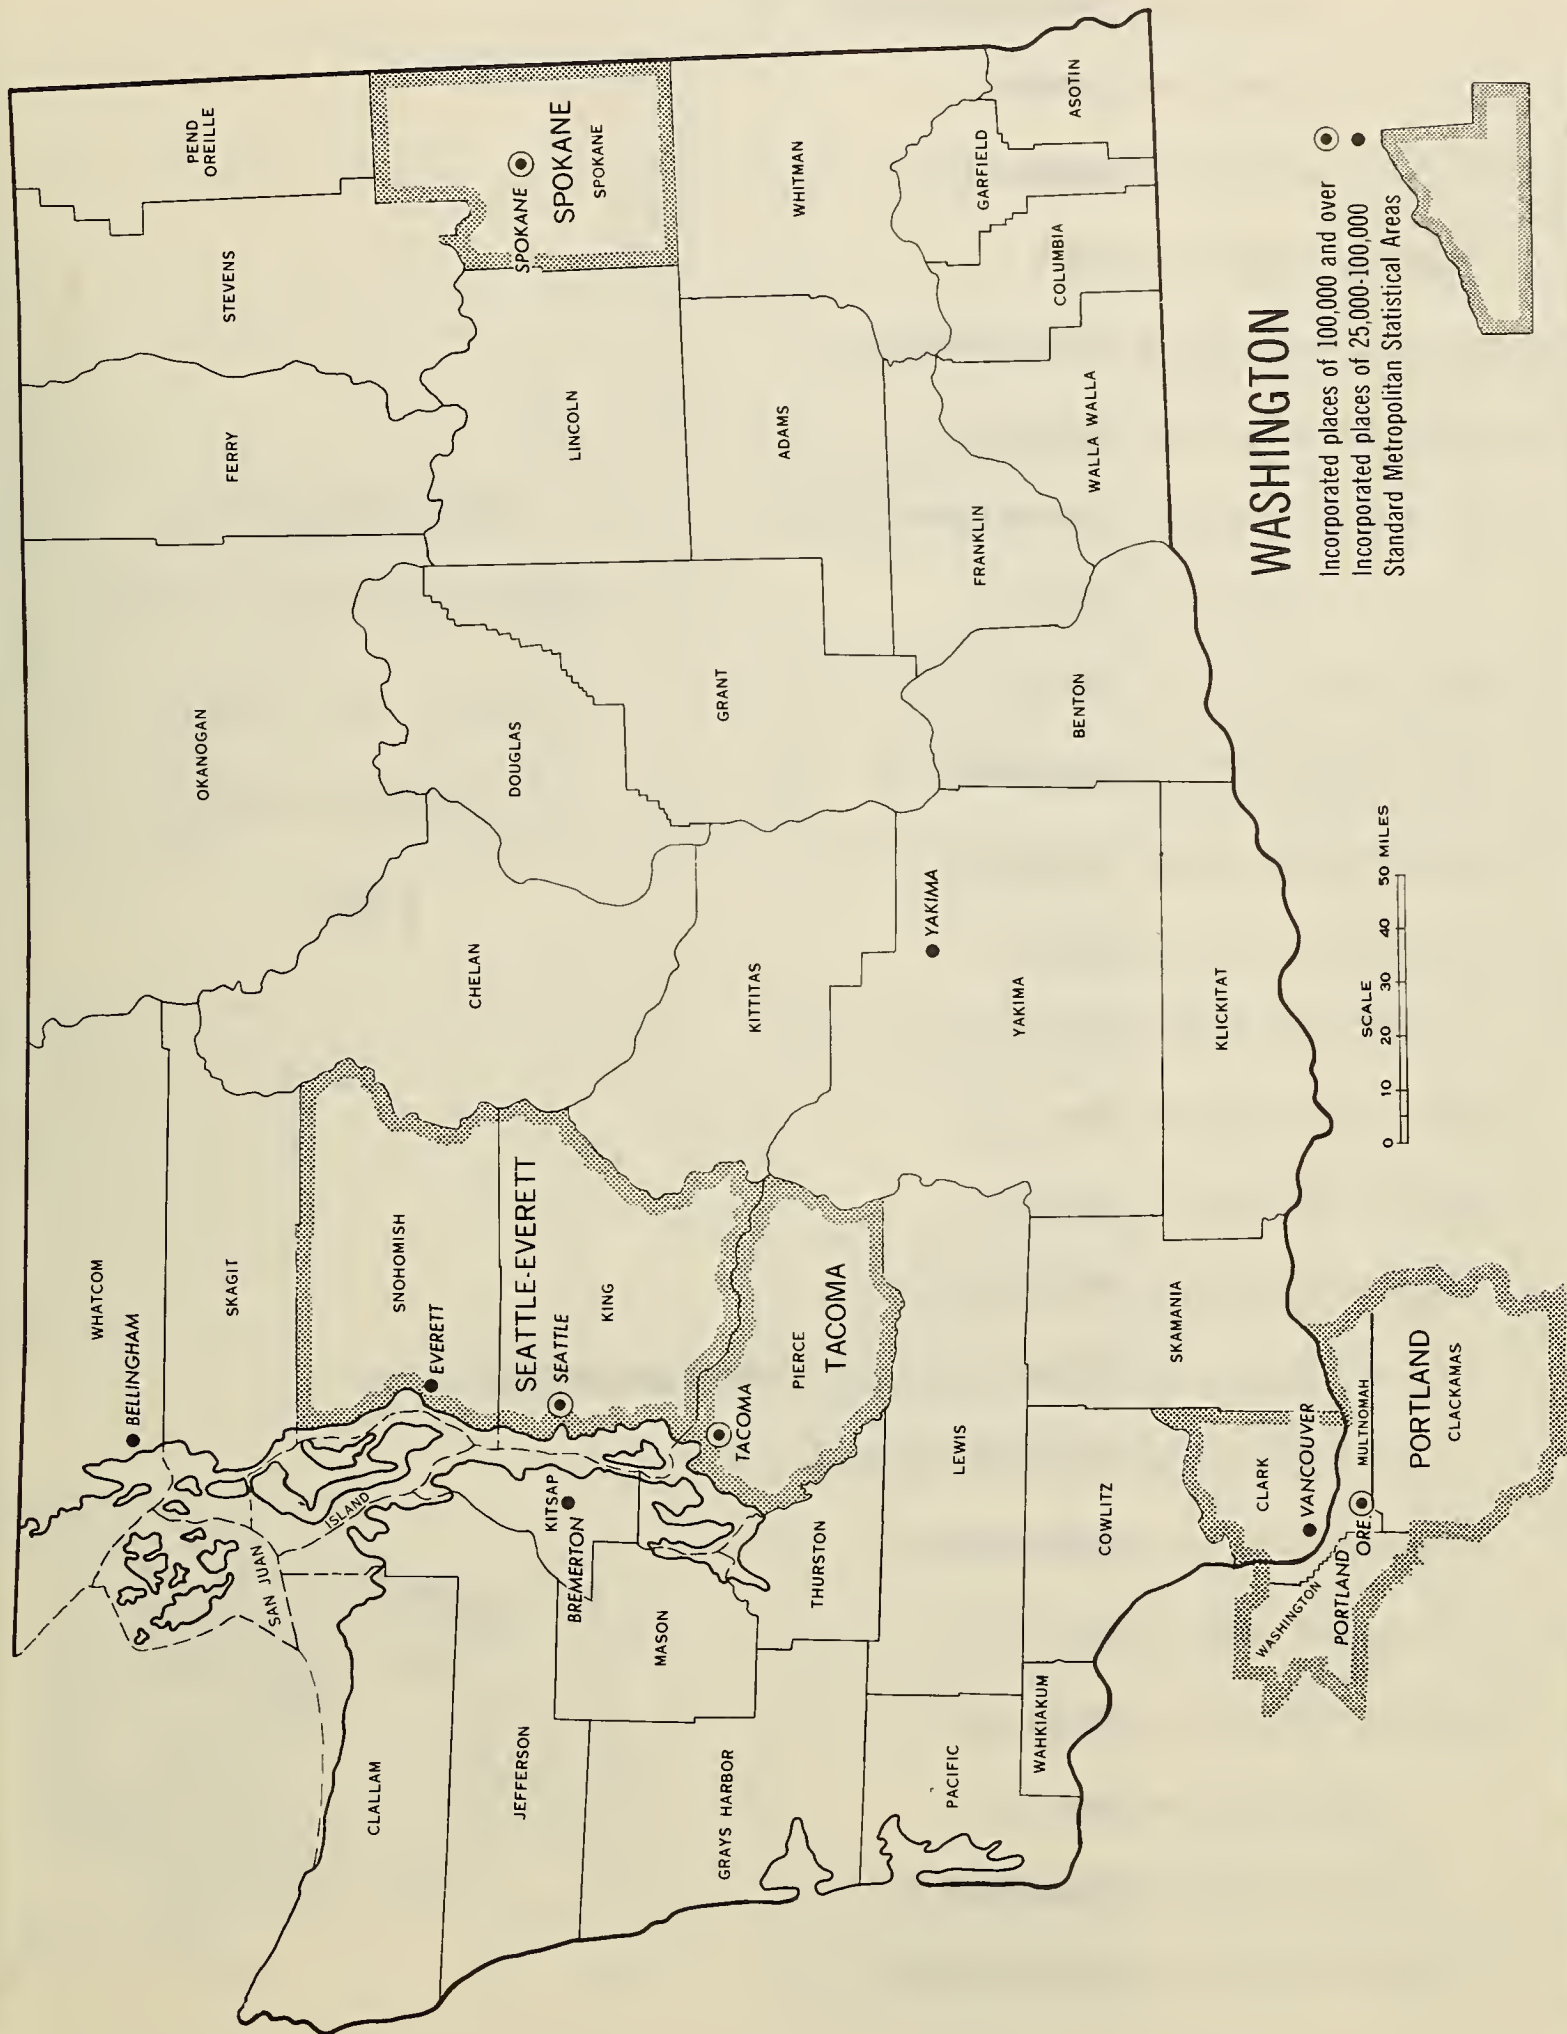 WHATCOM
BELLINGHAM
SKAGIT
SAN JUAN
ISLAND
OKANOGAN
FERRY
STEVENS
PEND
OREILLE
CLALLAM
SNOHOMISH
EVERETT
CHELAN
DOUGLAS
SPOKANE
SPOKANE
SPOKANE
JEFFERSON
KITSAP
BREMERTON
SEATTLE-EVERETT
SEATTLE
KING
LINCOLN
MASON
GRAYS HARBOR
TACOMA
PIERCE
TACOMA
KITTITAS
GRANT
ADAMS
WHITMAN
THURSTON
PACIFIC
LEWIS
YAKIMA
YAKIMA
BENTON
FRANKLIN
WALLA WALLA
COLUMBIA
GARFIELD
ASOTIN
WAHKIAKUM
COWLITZ
SKAMANIA
KLICKITAT
CLARK
VANCOUVER
WASHINGTON
PORTLAND
ORE.
MULTNOMAH
PORTLAND
CLACKAMAS
SCALE
0 10 20 30 40 50 MILES
WASHINGTON
Incorporated places of 100,000 and over
Incorporated places of 25,000-100,000
Standard Metropolitan Statistical Areas